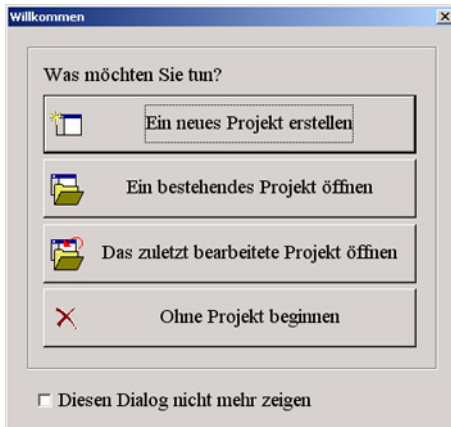 Willkommen
Was möchten Sie tun?
Ein neues Projekt erstellen
Ein bestehendes Projekt öffnen
Das zuletzt bearbeitete Projekt öffnen
Ohne Projekt beginnen
Diesen Dialog nicht mehr zeigen